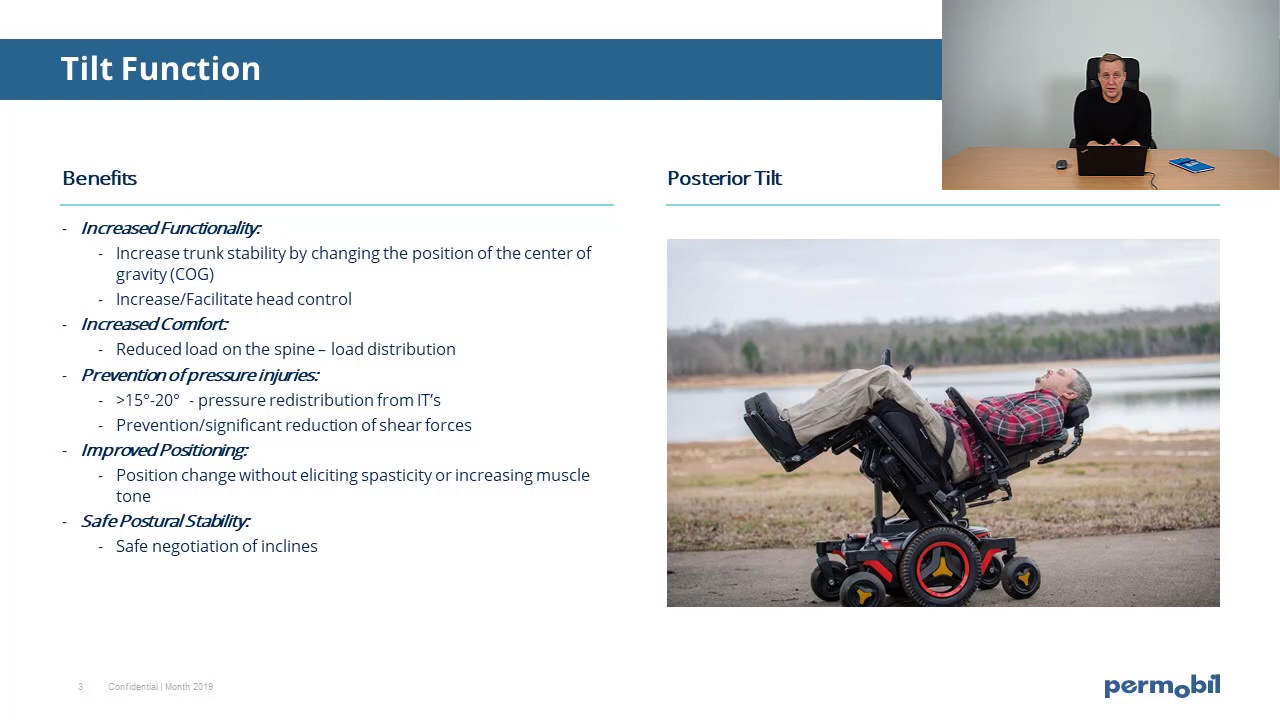 Tilt Function
Benefits
- Increased Functionality:
- Increase trunk stability by changing the position of the center of
gravity (COG)
- Increase/Facilitate head control
- Increased Comfort:
- Reduced load on the spine – load distribution
- Prevention of pressure injuries:
- >15°-20°  - pressure redistribution from IT’s
- Prevention/significant reduction of shear forces
- Improved Positioning:
- Position change without eliciting spasticity or increasing muscle
tone
- Safe Postural Stability:
- Safe negotiation of inclines
Posterior Tilt
3
Confidential | Month 2019
permobil